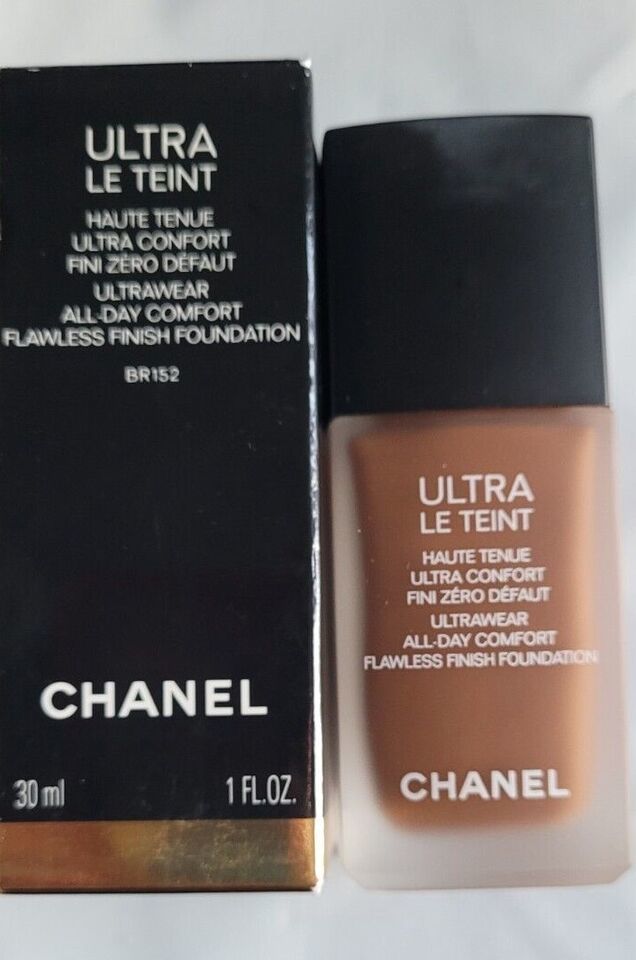 ULTRA
LE TEINT
HAUTE TENUE
ULTRA CONFORT
FINI ZÉRO DÉFAUT
ULTRAWEAR
ALL-DAY COMFORT
FLAWLESS FINISH FOUNDATION
BR152
CHANEL
30 ml 1 FL.OZ.
ULTRA
LE TEINT
HAUTE TENUE
ULTRA CONFORT
FINI ZÉRO DÉFAUT
ULTRAWEAR
ALL-DAY COMFORT
FLAWLESS FINISH FOUNDATION
CHANEL